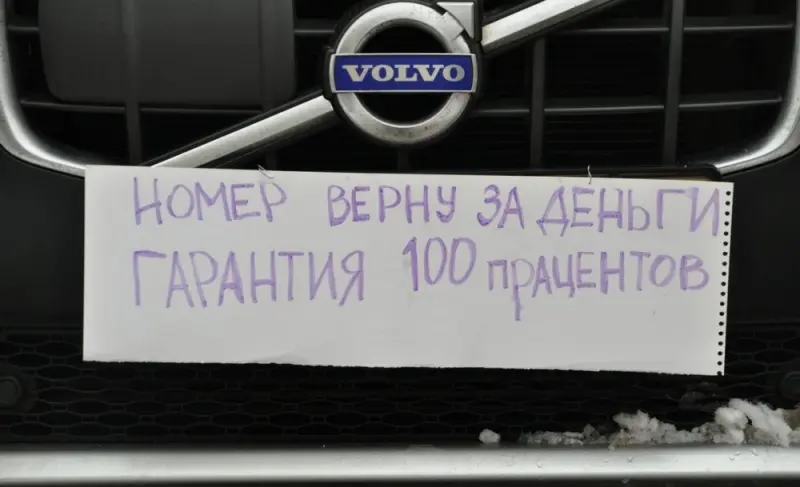 VOLVO
НОМЕР ВЕРНУ ЗА ДЕНЬГИ
ГАРАНТИЯ 100 ПРАЦЕНТОВ